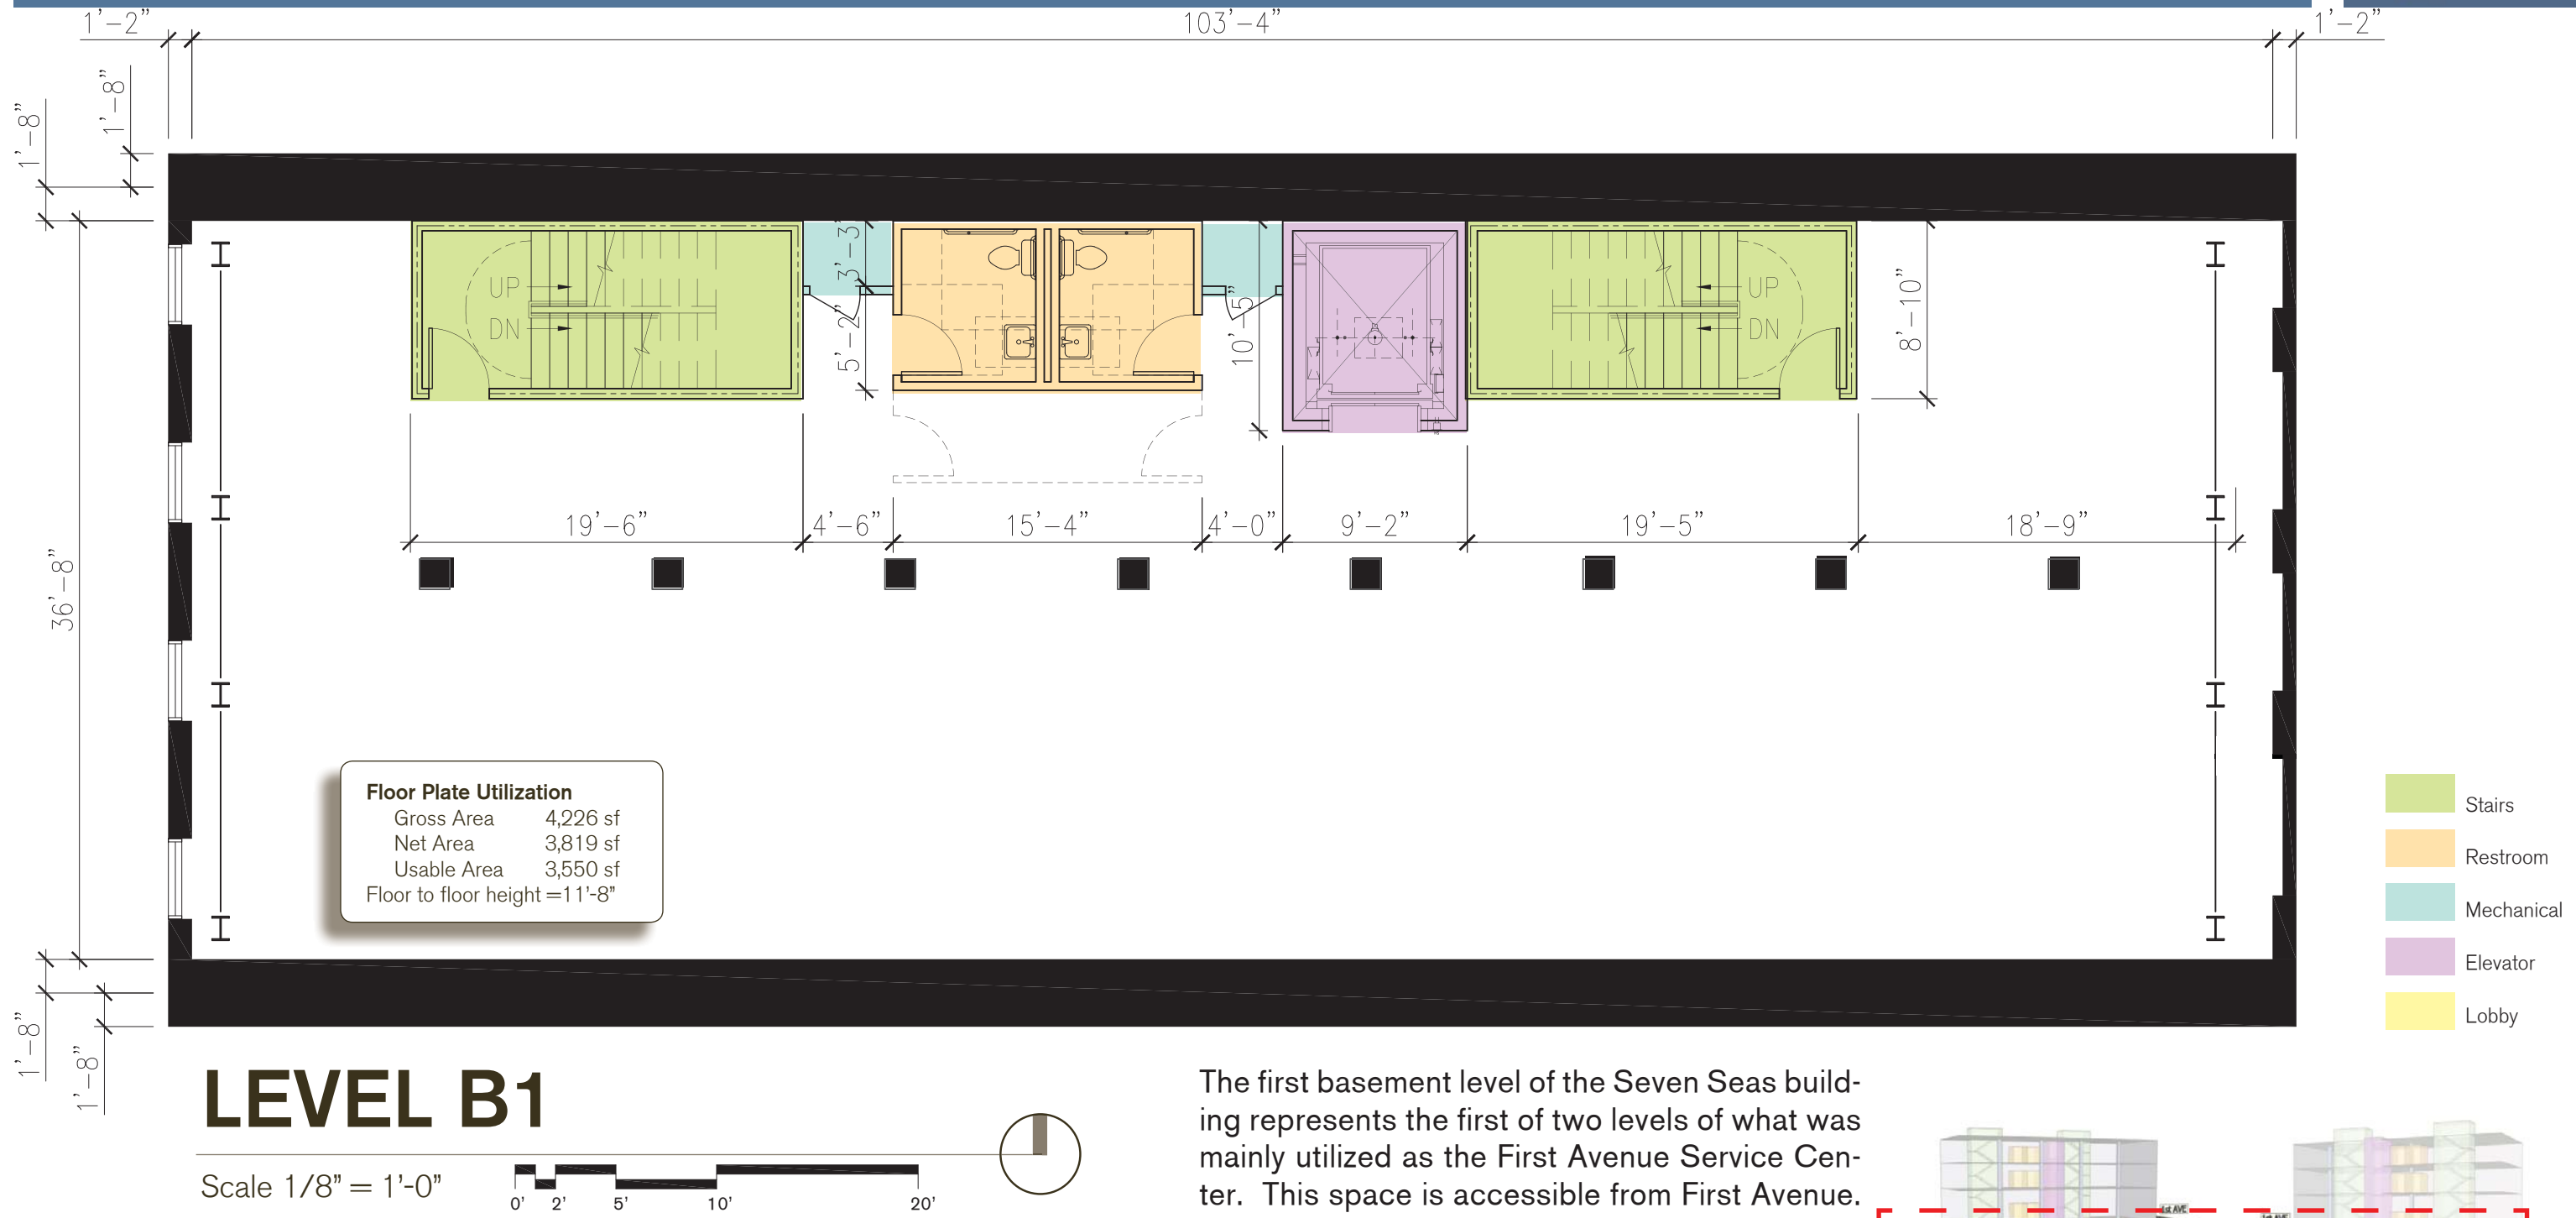 1'-2" 103'-4" 1'-2"
1'-8"
1'-8"
3'-3"
UP
DN
5'-2"
10'-5"
UP
DN
8'-10"
19'-6" 4'-6" 15'-4" 4'-0" 9'-2" 19'-5" 18'-9"
36'-8"
Floor Plate Utilization
Gross Area 4,226 sf
Net Area 3,819 sf
Usable Area 3,550 sf
Floor to floor height =11'-8"
Stairs
Restroom
Mechanical
Elevator
Lobby
1'-8"
1'-8"
LEVEL B1
Scale 1/8" = 1'-0"
0' 2' 5' 10' 20'
The first basement level of the Seven Seas build-
ing represents the first of two levels of what was
mainly utilized as the First Avenue Service Cen-
ter. This space is accessible from First Avenue.
1st AVE
1st AVE